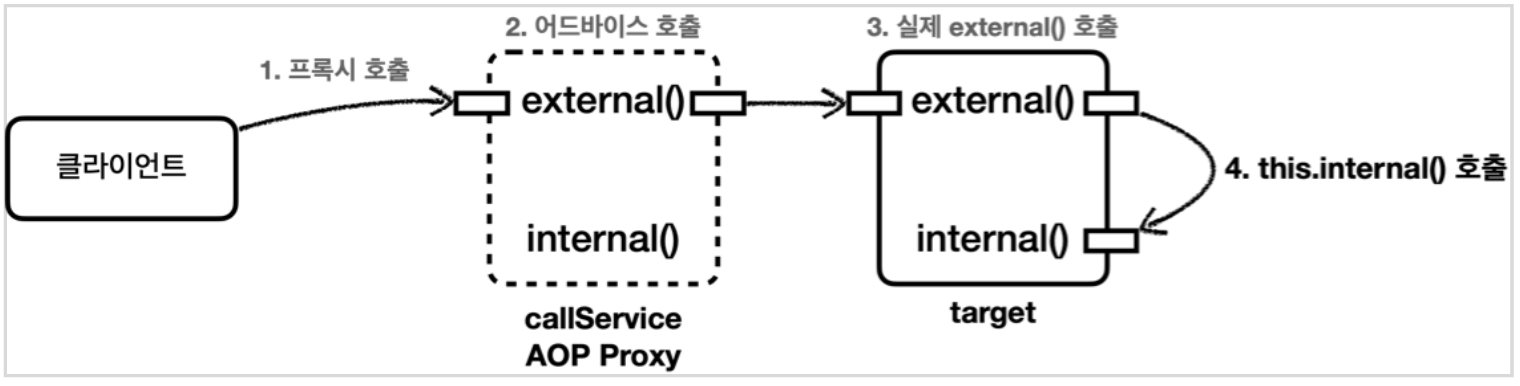 1. 프록시 호출
2. 어드바이스 호출
3. 실제 external() 호출
클라이언트
external()
external()
4. this.internal() 호출
internal()
internal()
callService
AOP Proxy
target